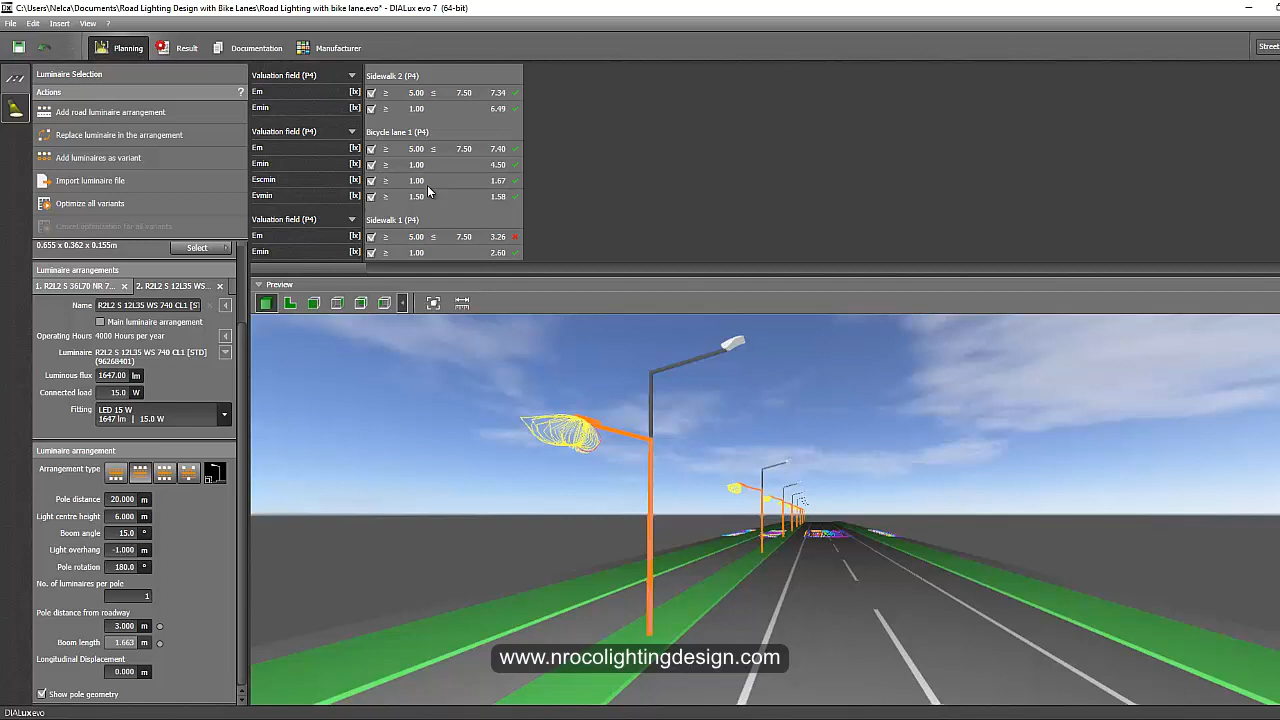 C:\Users\Nelca\Documents\Road Lighting Design with Bike Lanes\Road Lighting with bike lane.evo* - DIALux evo 7 (64-bit)
File Edit Insert View ?
Planning Result Documentation Manufacturer Street
Luminaire Selection
Actions ?
Add road luminaire arrangement
Replace luminaire in the arrangement
Add luminaires as variant
Import luminaire file
Optimize all variants
Cancel optimization for all variants
0.655 x 0.362 x 0.155m Select
Luminaire arrangements
1. R2L2 S 36L70 NR 7... 2. R2L2 S 12L35 WS...
Name R2L2 S 12L35 WS 740 CL1 [S
Main luminaire arrangement
Operating Hours 4000 Hours per year
Luminaire R2L2 S 12L35 WS 740 CL1 [STD]
(96268401)
Luminous flux 1647.00 lm
Connected load 15.0 W
Fitting LED 15 W
1647 lm | 15.0 W
Luminaire arrangement
Arrangement type
Pole distance 20.000 m
Light centre height 6.000 m
Boom angle 15.0 °
Light overhang -1.000 m
Pole rotation 180.0 °
No. of luminaires per pole
1
Pole distance from roadway
3.000 m
Boom length 1.663 m
Longitudinal Displacement
0.000 m
Show pole geometry
Valuation field (P4) Sidewalk 2 (P4)
Em [lx] ≥ 5.00 ≤ 7.50 7.34
Emin [lx] ≥ 1.00 6.49
Valuation field (P4) Bicycle lane 1 (P4)
Em [lx] ≥ 5.00 ≤ 7.50 7.40
Emin [lx] ≥ 1.00 4.50
Escmin [lx] ≥ 1.00 1.67
Evmin [lx] ≥ 1.50 1.58
Valuation field (P4) Sidewalk 1 (P4)
Em [lx] ≥ 5.00 ≤ 7.50 3.26
Emin [lx] ≥ 1.00 2.60
Preview
www.nrocolightingdesign.com
DIALux evo